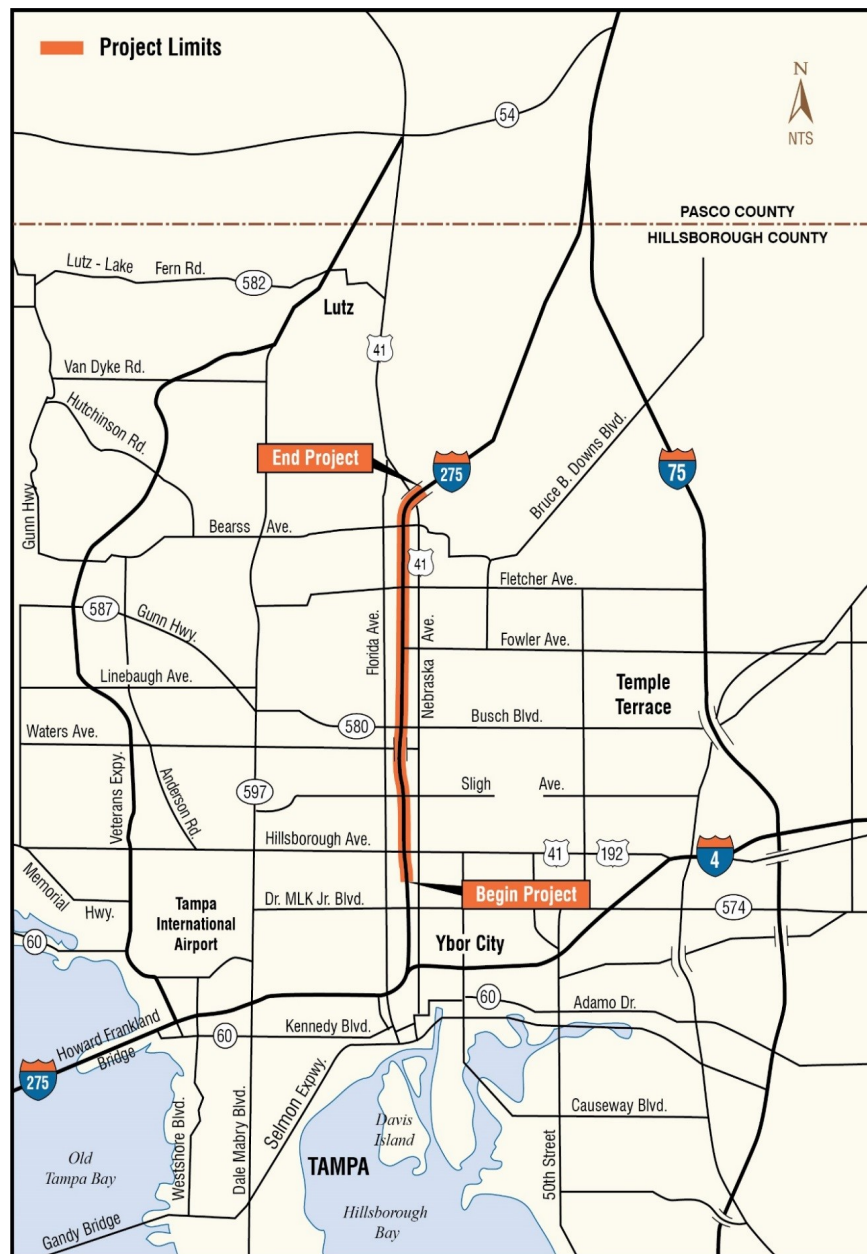 Project Limits
N
NTS
54
PASCO COUNTY
HILLSBOROUGH COUNTY
Lutz - Lake Fern Rd.
582
Lutz
41
Van Dyke Rd.
Hutchinson Rd.
Gunn Hwy
End Project
275
75
Bruce B. Downs Blvd.
Bearss Ave.
41
Fletcher Ave.
587
Gunn Hwy.
Florida Ave.
Nebraska Ave.
Fowler Ave.
Linebaugh Ave.
Temple
Terrace
580
Busch Blvd.
Waters Ave.
Veterans Expy.
Anderson Rd.
597
Sligh Ave.
Hillsborough Ave.
41
192
4
Memorial
Hwy.
Begin Project
Dr. MLK Jr. Blvd.
574
Tampa
International
Airport
60
Ybor City
60
Adamo Dr.
Howard Frankland
Bridge
60
Kennedy Blvd.
275
Selmon Expwy.
Causeway Blvd.
Westshore Blvd.
Dale Mabry Blvd.
Davis
Island
50th Street
Old
Tampa Bay
TAMPA
Hillsborough
Bay
Gandy Bridge